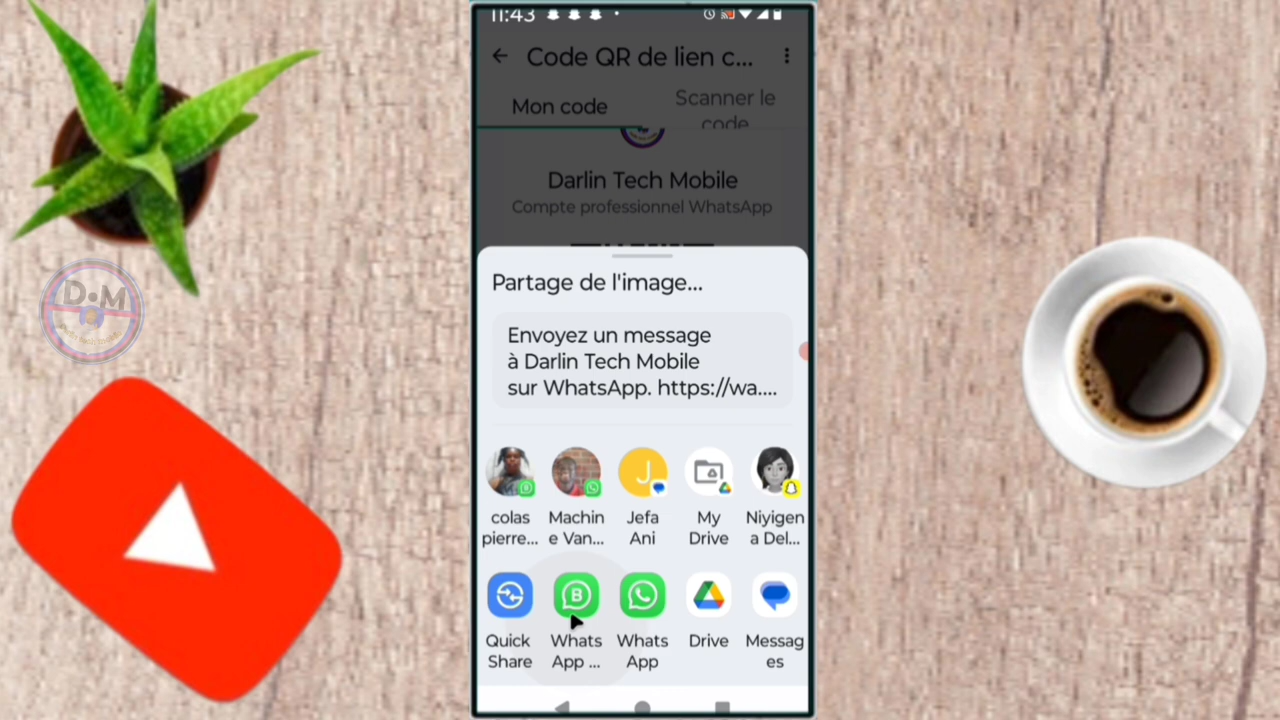 11:43
Code QR de lien c...
Mon code
Scanner le
code
Darlin Tech Mobile
Compte professionnel WhatsApp
D•M
Partage de l'image...
Envoyez un message
à Darlin Tech Mobile
sur WhatsApp. https://wa....
J
colas
pierre...
Machin
e Van...
Jefa
Ani
My
Drive
Niyigen
a Del...
B
Quick
Share
Whats
App ...
Whats
App
Drive
Messag
es